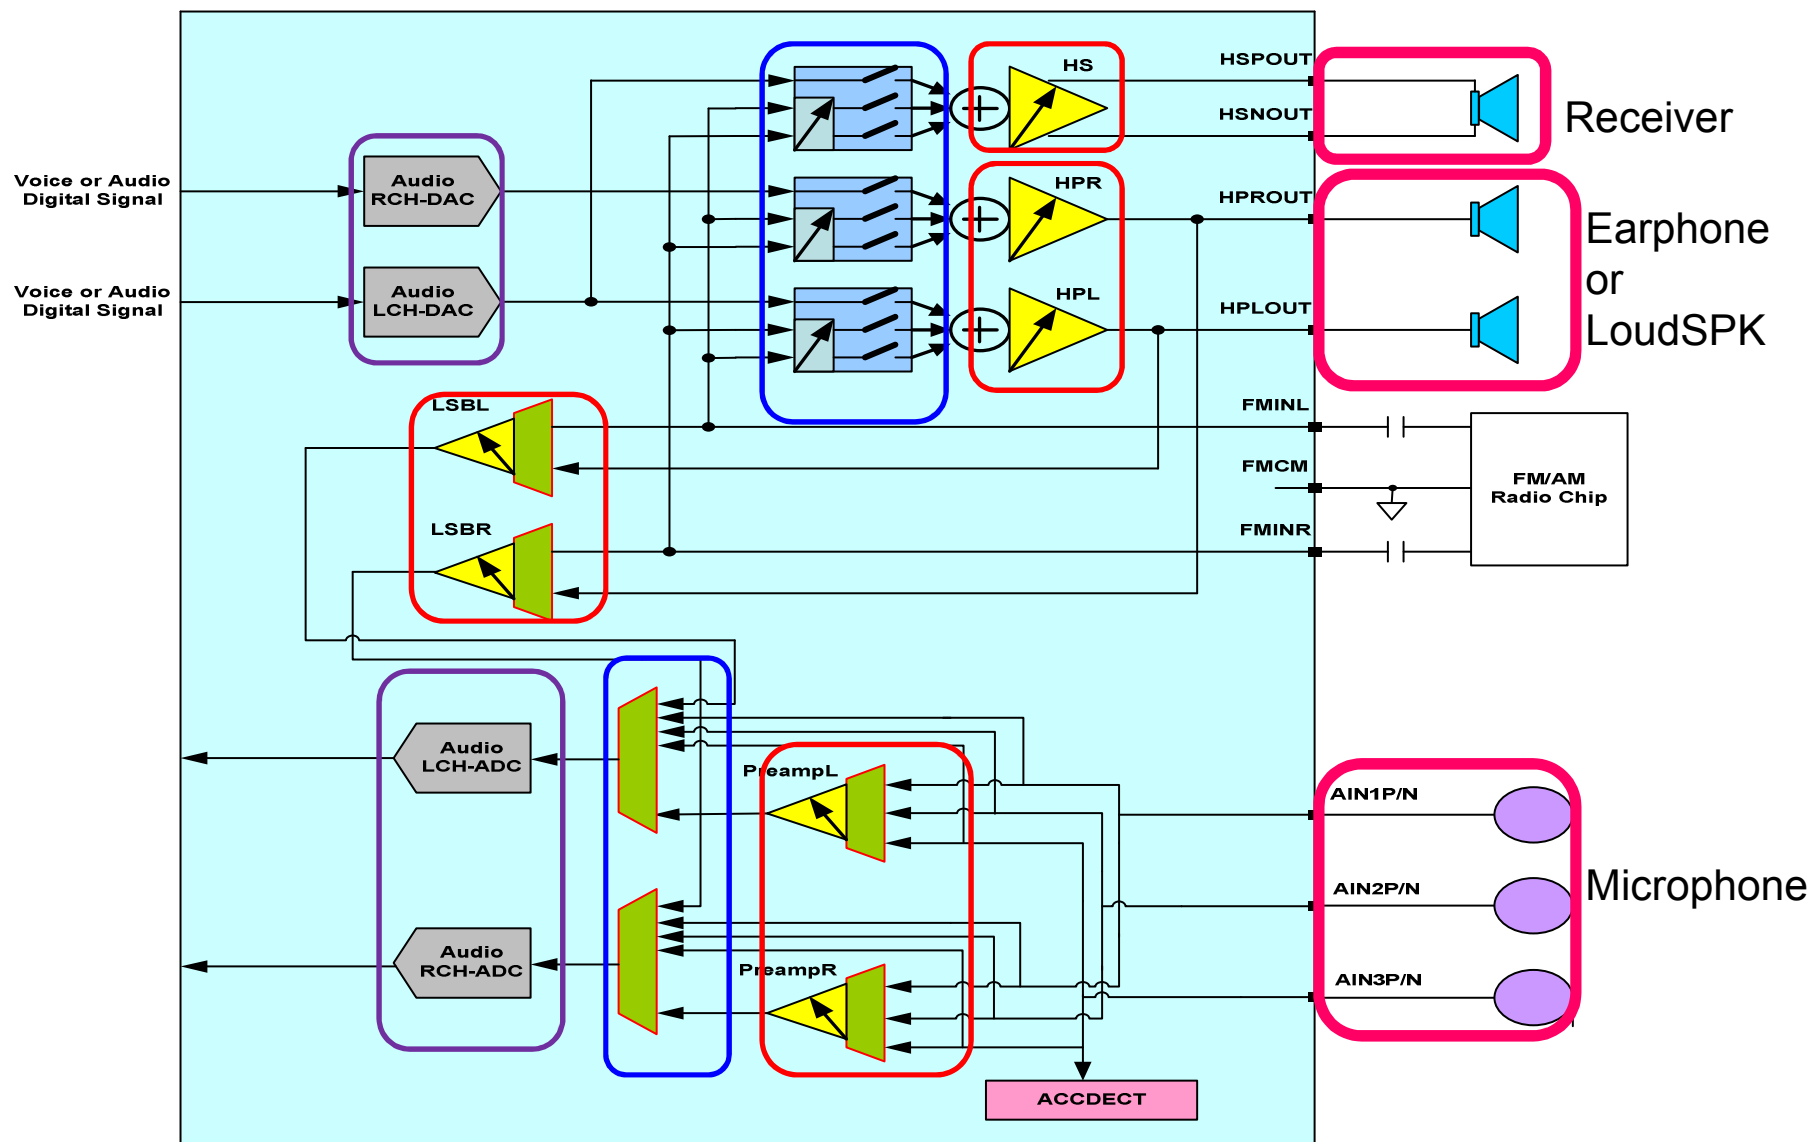 HS
HSPOUT
HSNOUT
Receiver
Voice or Audio
Digital Signal
Audio
RCH-DAC
HPR
HPROUT
Earphone
or
LoudSPK
Voice or Audio
Digital Signal
Audio
LCH-DAC
HPL
HPLOUT
LSBL
FMINL
FMCM
FM/AM
Radio Chip
LSBR
FMINR
Audio
LCH-ADC
PreampL
AIN1P/N
AIN2P/N
Microphone
Audio
RCH-ADC
PreampR
AIN3P/N
ACCDECT